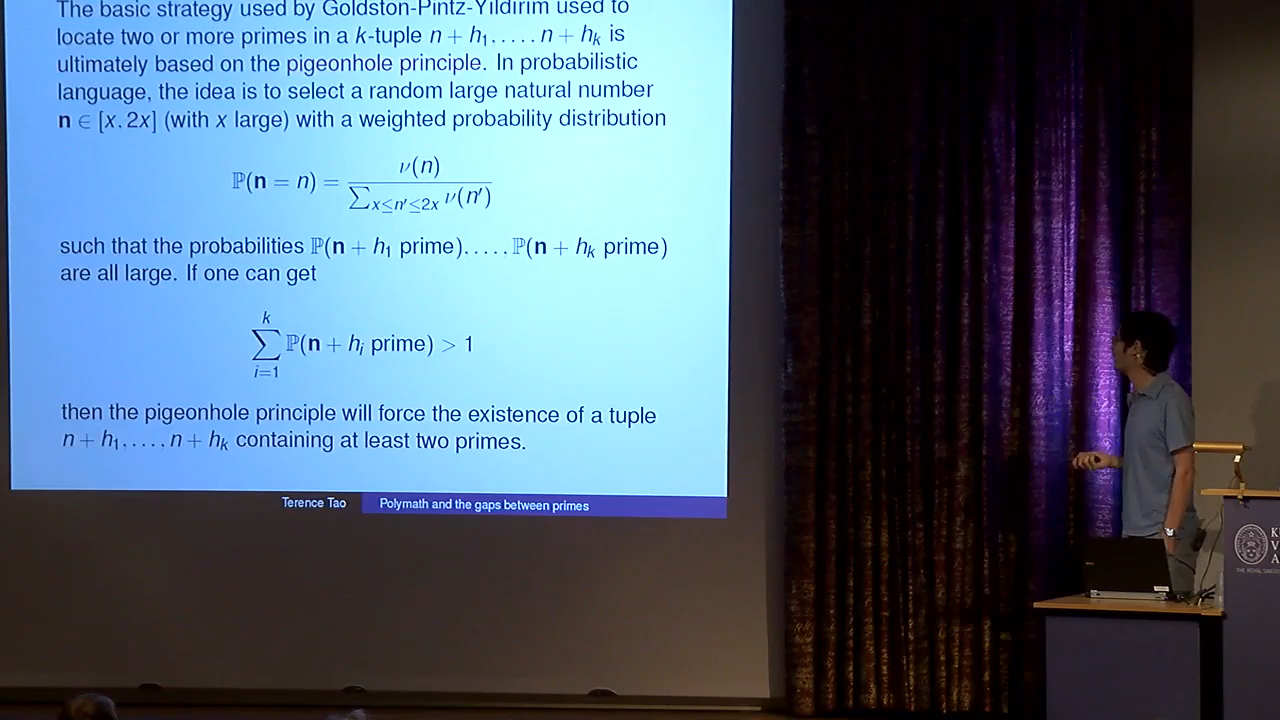 The basic strategy used by Goldston-Pintz-Yildirim used to
locate two or more primes in a k-tuple n + h₁, . . . , n + hₖ is
ultimately based on the pigeonhole principle. In probabilistic
language, the idea is to select a random large natural number
n ∈ [x, 2x] (with x large) with a weighted probability distribution
ℙ(n = n) = ν(n) / ∑_{x≤n′≤2x} ν(n′)
such that the probabilities ℙ(n + h₁ prime), . . . , ℙ(n + hₖ prime)
are all large. If one can get
∑_{i=1}^{k} ℙ(n + hᵢ prime) > 1
then the pigeonhole principle will force the existence of a tuple
n + h₁, . . . , n + hₖ containing at least two primes.
Terence Tao Polymath and the gaps between primes
K
V
A
THE ROYAL